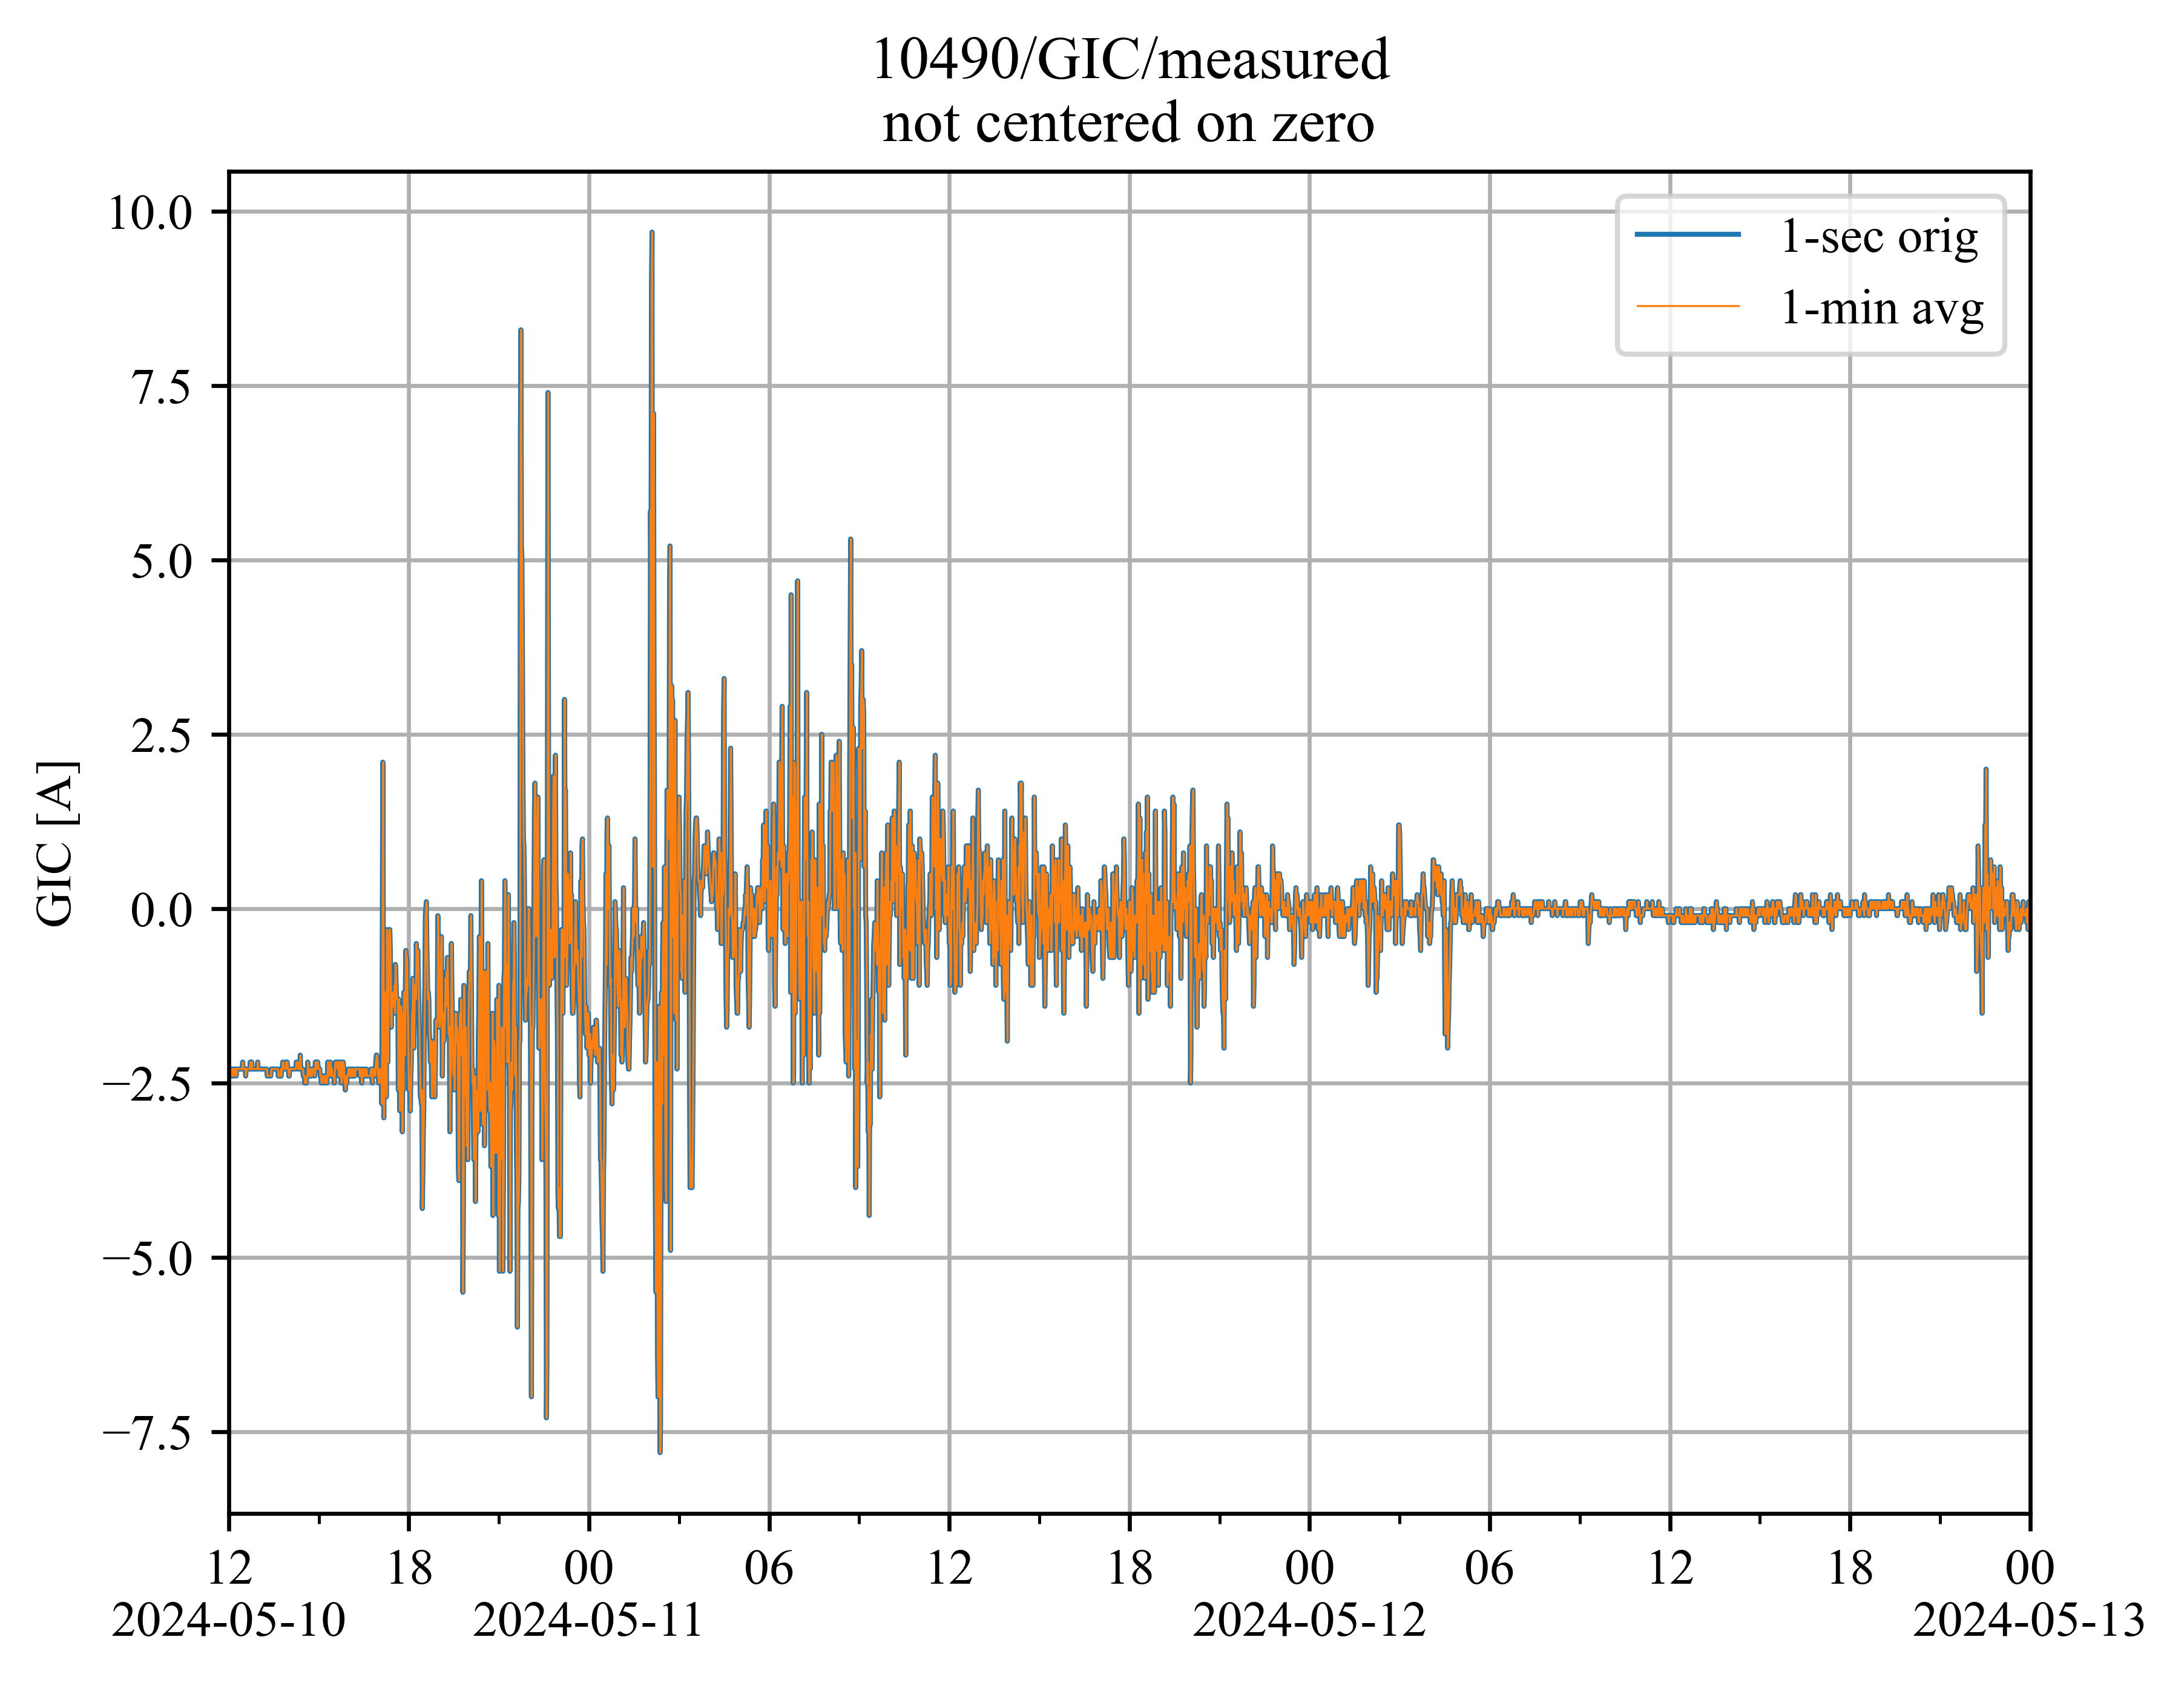 10490/GIC/measured
not centered on zero
1-sec orig
1-min avg
GIC [A]
10.0
7.5
5.0
2.5
0.0
−2.5
−5.0
−7.5
12 18 00 06 12 18 00 06 12 18 00
2024-05-10 2024-05-11 2024-05-12 2024-05-13